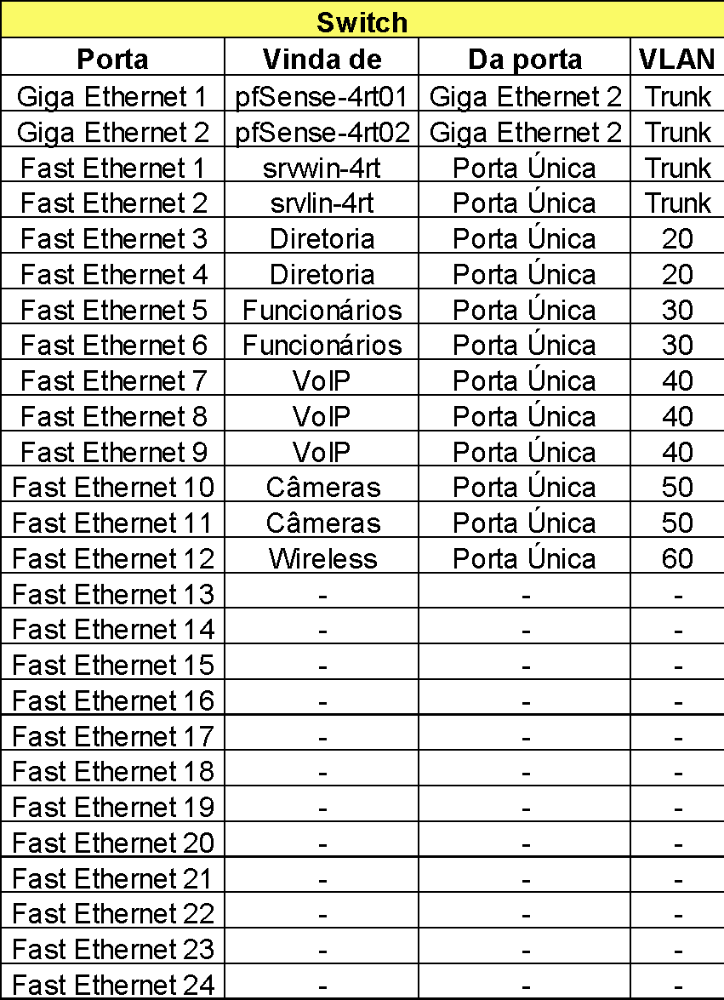 Switch
Porta Vinda de Da porta VLAN
Giga Ethernet 1 pfSense-4rt01 Giga Ethernet 2 Trunk
Giga Ethernet 2 pfSense-4rt02 Giga Ethernet 2 Trunk
Fast Ethernet 1 srvwin-4rt Porta Única Trunk
Fast Ethernet 2 srvlin-4rt Porta Única Trunk
Fast Ethernet 3 Diretoria Porta Única 20
Fast Ethernet 4 Diretoria Porta Única 20
Fast Ethernet 5 Funcionários Porta Única 30
Fast Ethernet 6 Funcionários Porta Única 30
Fast Ethernet 7 VoIP Porta Única 40
Fast Ethernet 8 VoIP Porta Única 40
Fast Ethernet 9 VoIP Porta Única 40
Fast Ethernet 10 Câmeras Porta Única 50
Fast Ethernet 11 Câmeras Porta Única 50
Fast Ethernet 12 Wireless Porta Única 60
Fast Ethernet 13 - - -
Fast Ethernet 14 - - -
Fast Ethernet 15 - - -
Fast Ethernet 16 - - -
Fast Ethernet 17 - - -
Fast Ethernet 18 - - -
Fast Ethernet 19 - - -
Fast Ethernet 20 - - -
Fast Ethernet 21 - - -
Fast Ethernet 22 - - -
Fast Ethernet 23 - - -
Fast Ethernet 24 - - -